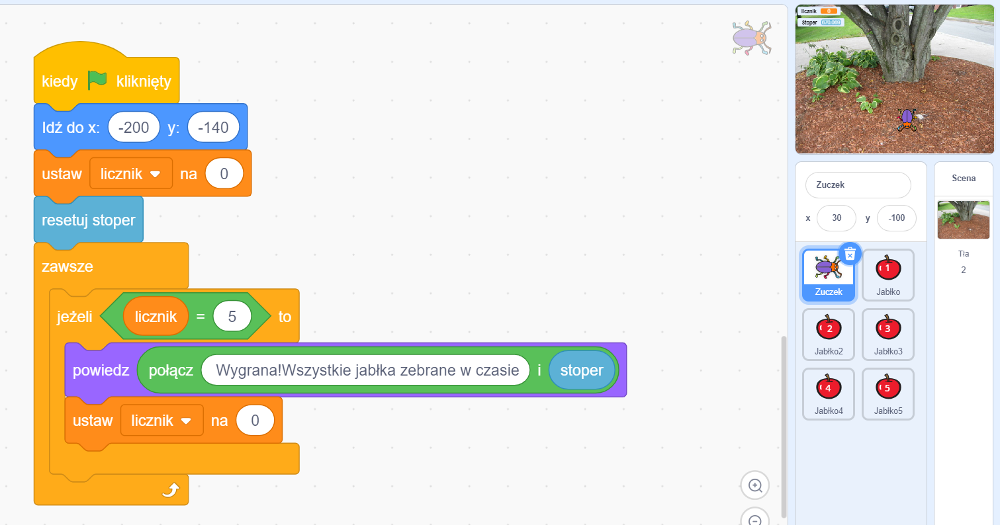 kiedy kliknięty
Idź do x: -200 y: -140
ustaw licznik na 0
resetuj stoper
zawsze
jeżeli licznik = 5 to
powiedz połącz Wygrana!Wszystkie jabłka zebrane w czasie i stoper
ustaw licznik na 0
licznik 0
stoper 670.069
Zuczek
x 30 y -100
Zuczek
1
Jabłko
2
Jabłko2
3
Jabłko3
4
Jabłko4
5
Jabłko5
Scena
Tła
2